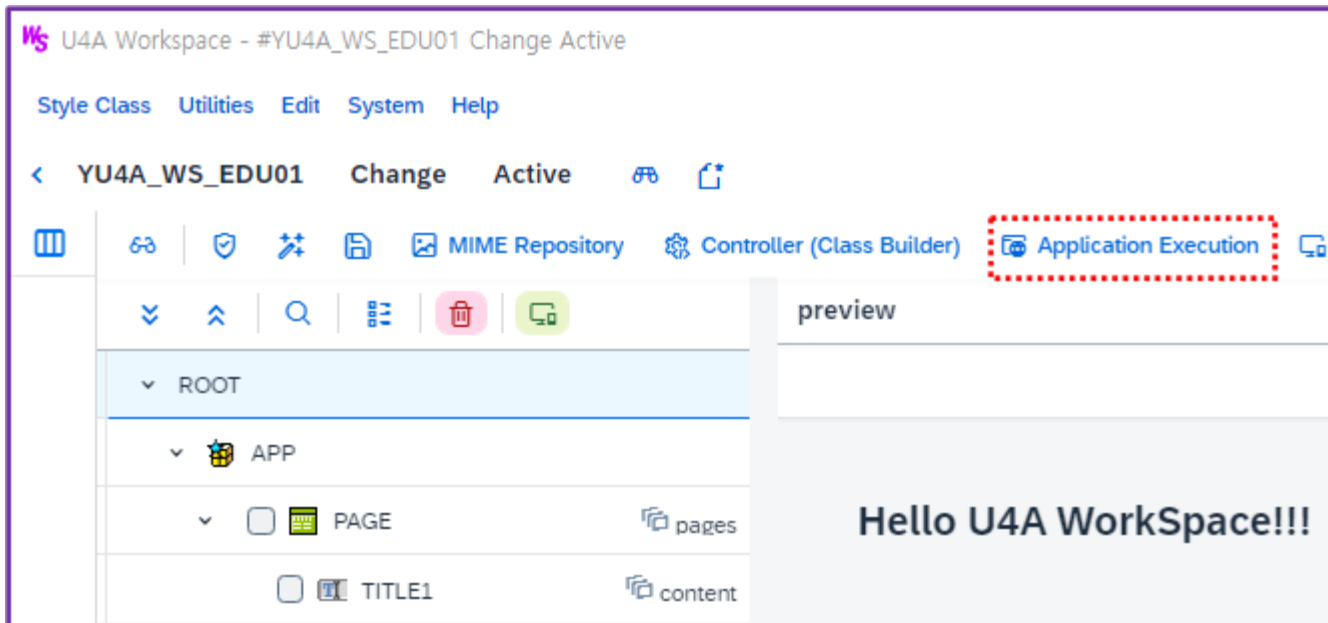 WS U4A Workspace - #YU4A_WS_EDU01 Change Active
Style Class Utilities Edit System Help
YU4A_WS_EDU01 Change Active
MIME Repository Controller (Class Builder) Application Execution
preview
ROOT
APP
PAGE pages
Hello U4A WorkSpace!!!
TITLE1 content